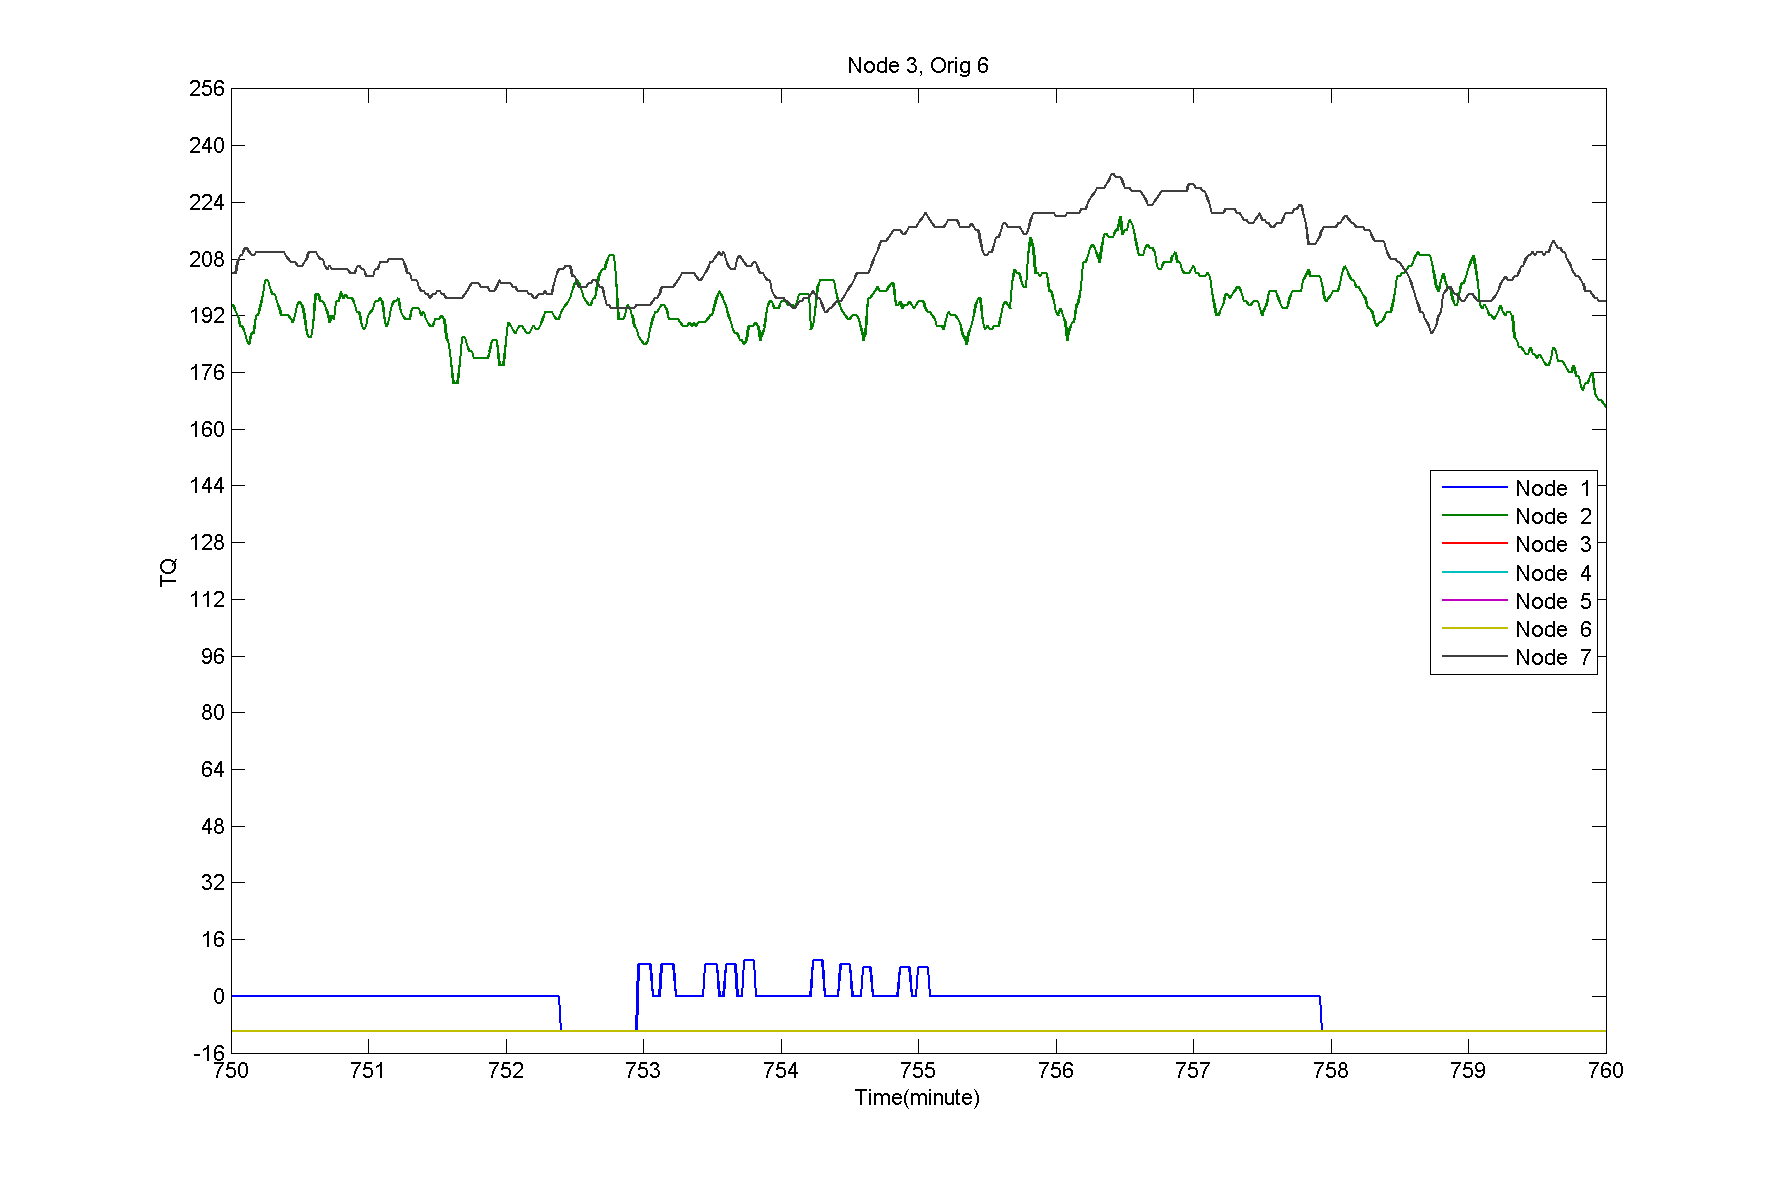 Node 3, Orig 6
256
240
224
208
192
176
160
144
128
112
96
80
64
48
32
16
0
-16
TQ
Node 1
Node 2
Node 3
Node 4
Node 5
Node 6
Node 7
750 751 752 753 754 755 756 757 758 759 760
Time(minute)